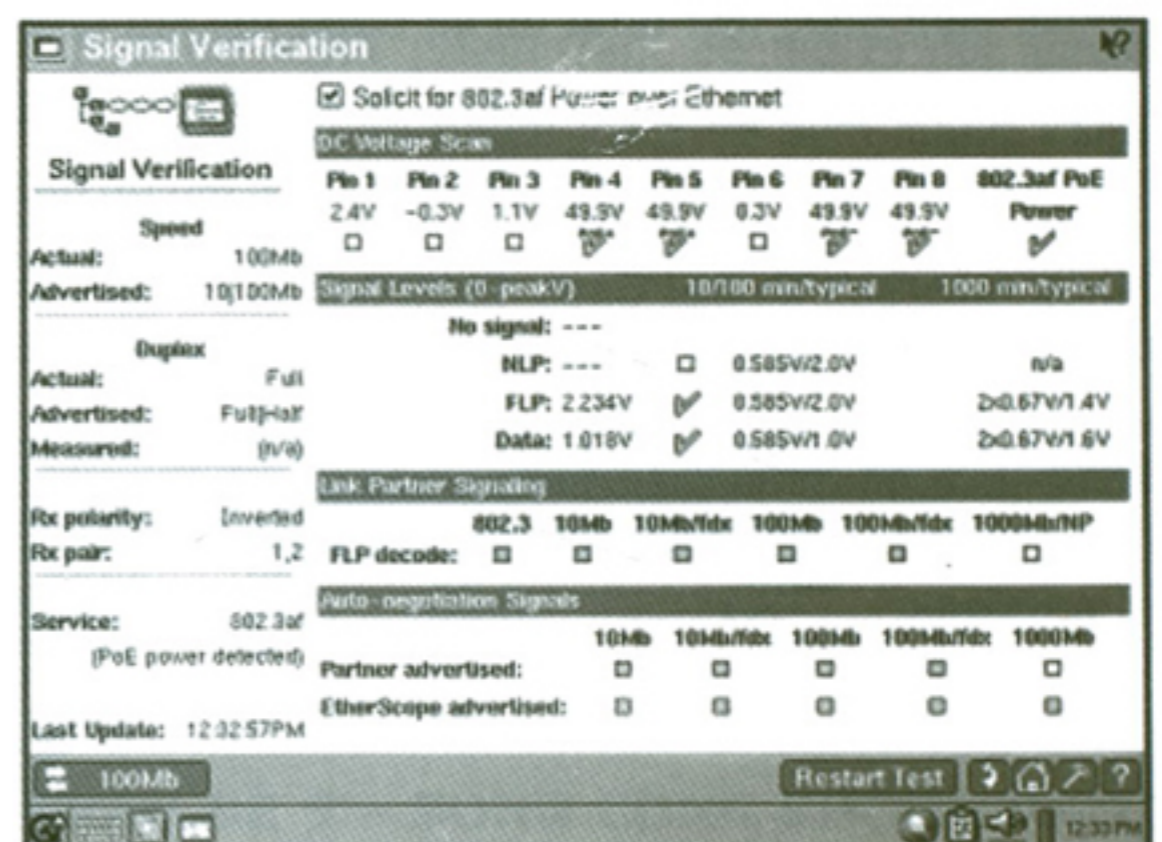 Signal Verification
Solicit for 802.3af Power over Ethernet
Signal Verification
Speed
Actual: 100Mb
Advertised: 10|100Mb
Duplex
Actual: Full
Advertised: Full|Half
Measured: (n/a)
Rx polarity: Inverted
Rx pair: 1,2
Service: 802.3af
(PoE power detected)
Last Update: 12:32:57PM
DC Voltage Scan
Pin 1 Pin 2 Pin 3 Pin 4 Pin 5 Pin 6 Pin 7 Pin 8 802.3af PoE
2.4V -0.3V 1.1V 49.9V 49.9V 0.3V 49.9V 49.9V Power
Signal Levels (0-peakV) 10/100 min/typical 1000 min/typical
No signal: ---
NLP: --- 0.585V/2.0V n/a
FLP: 2.234V 0.585V/2.0V 2x0.67V/1.4V
Data: 1.018V 0.585V/1.0V 2x0.67V/1.6V
Link Partner Signaling
802.3 10Mb 10Mb/fdx 100Mb 100Mb/fdx 1000Mb/NP
FLP decode:
Auto-negotiation Signals
10Mb 10Mb/fdx 100Mb 100Mb/fdx 1000Mb
Partner advertised:
EtherScope advertised:
100Mb Restart Test ?
12:33 PM